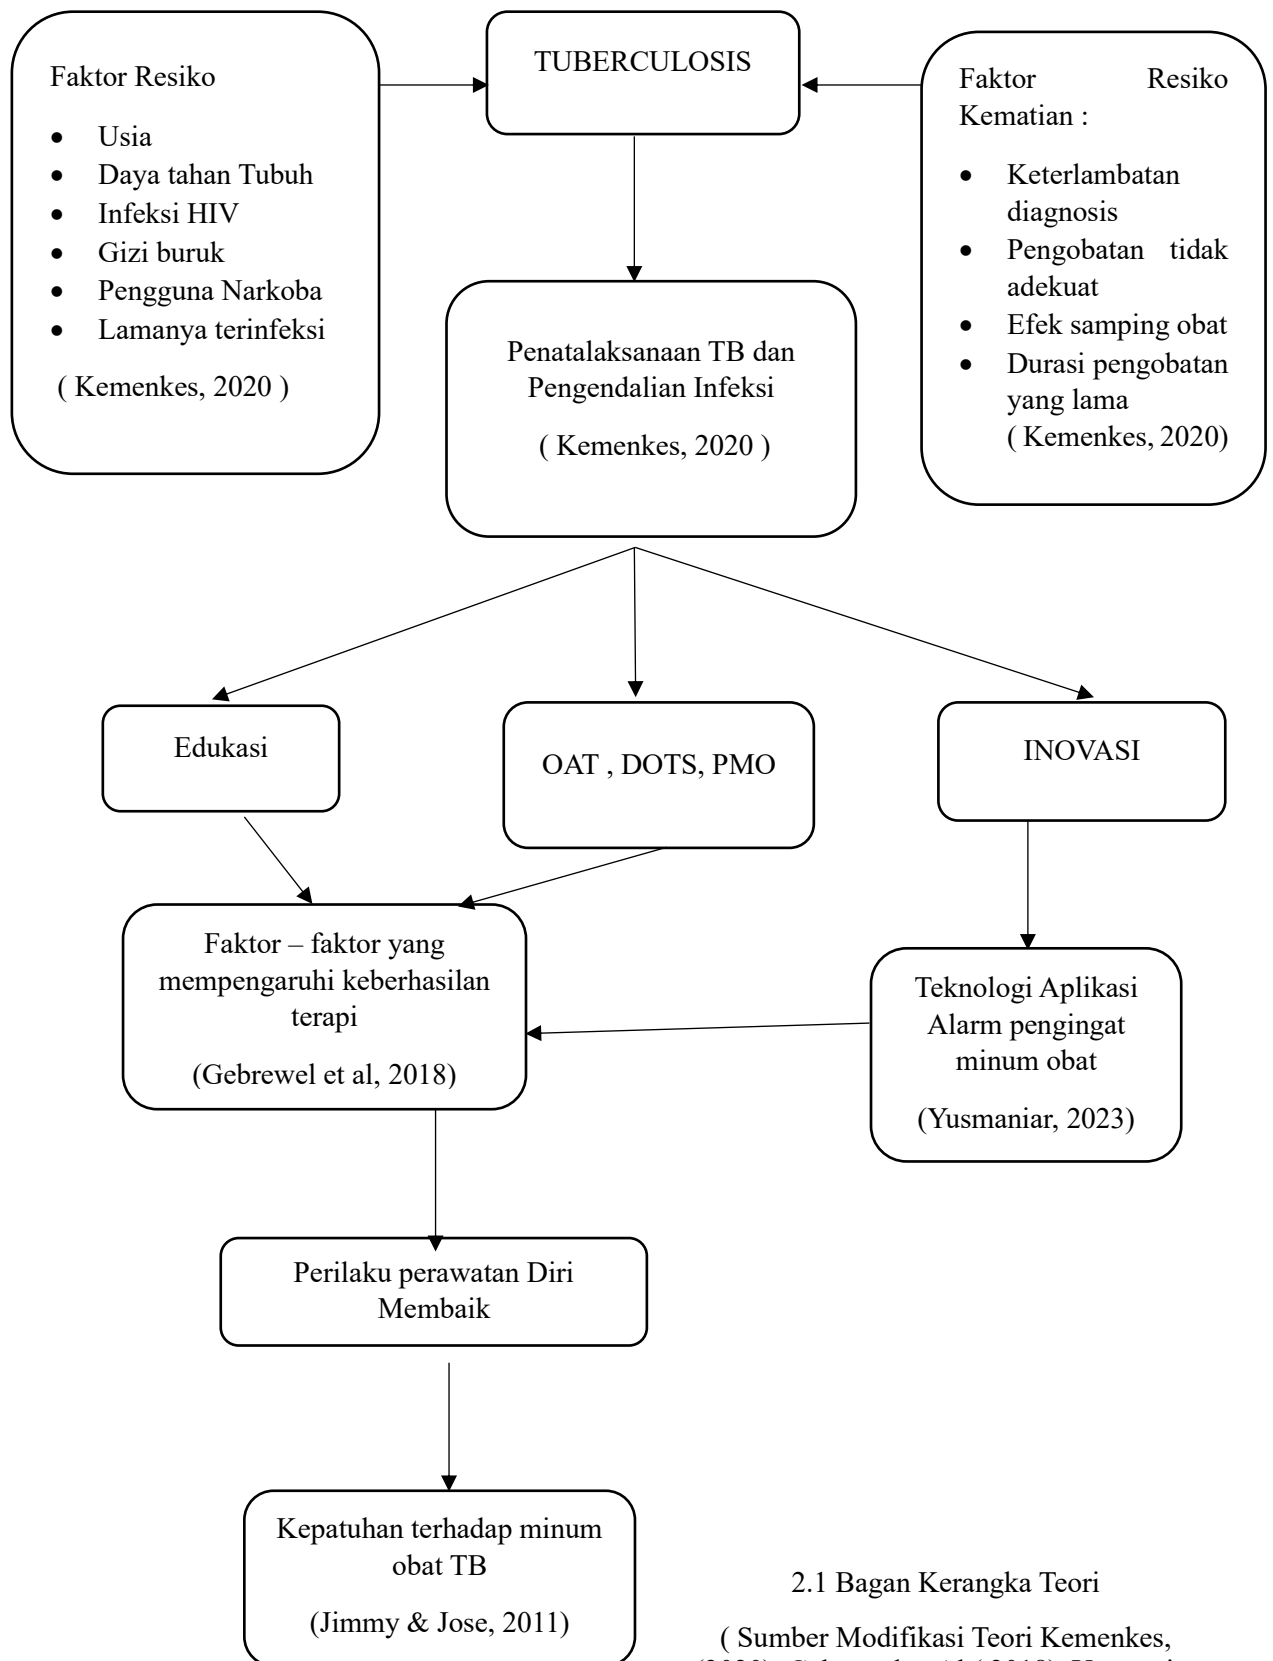 TUBERCULOSIS
Faktor Resiko
• Usia
• Daya tahan Tubuh
• Infeksi HIV
• Gizi buruk
• Pengguna Narkoba
• Lamanya terinfeksi
( Kemenkes, 2020 )
Faktor Resiko
Kematian :
• Keterlambatan
diagnosis
• Pengobatan tidak
adekuat
• Efek samping obat
• Durasi pengobatan
yang lama
( Kemenkes, 2020)
Penatalaksanaan TB dan
Pengendalian Infeksi
( Kemenkes, 2020 )
Edukasi
OAT , DOTS, PMO
INOVASI
Faktor – faktor yang
mempengaruhi keberhasilan
terapi
(Gebrewel et al, 2018)
Teknologi Aplikasi
Alarm pengingat
minum obat
(Yusmaniar, 2023)
Perilaku perawatan Diri
Membaik
Kepatuhan terhadap minum
obat TB
(Jimmy & Jose, 2011)
2.1 Bagan Kerangka Teori
( Sumber Modifikasi Teori Kemenkes,